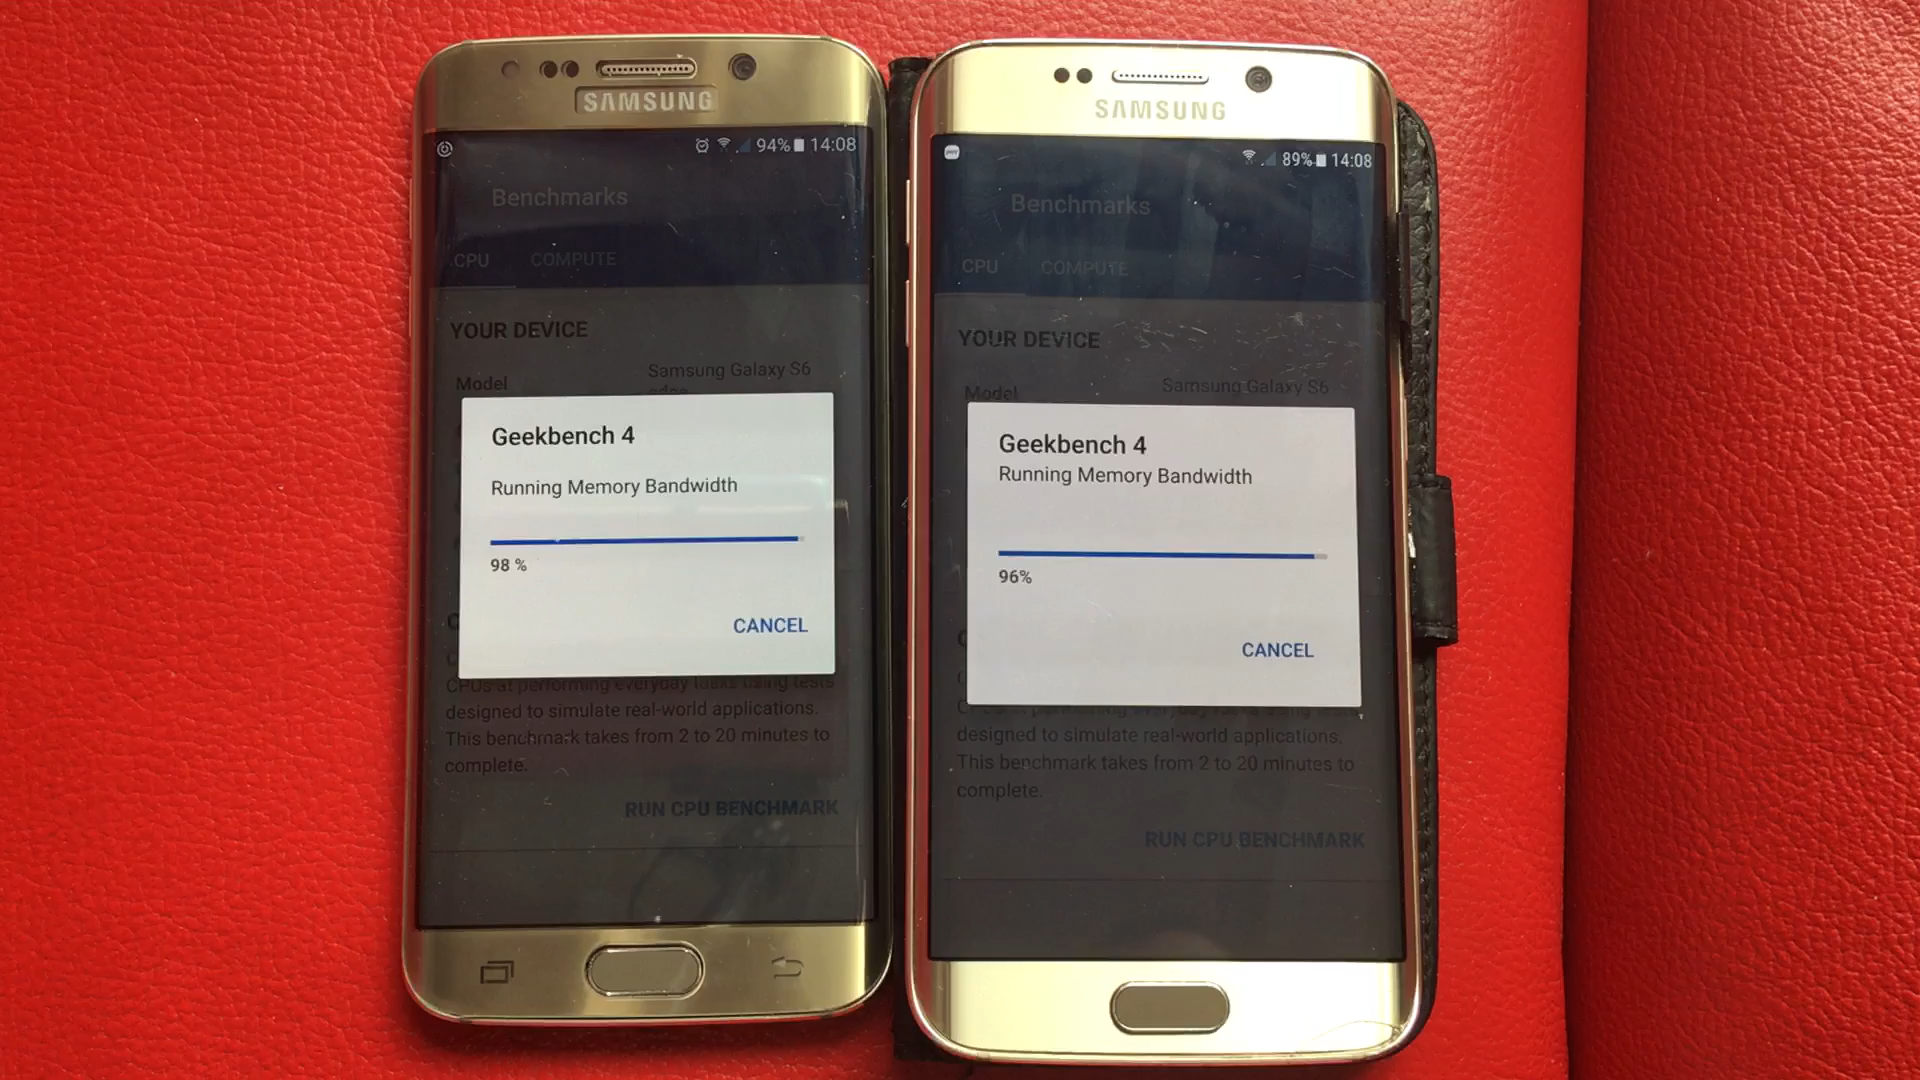 SAMSUNG
94% 14:08
Benchmarks
CPU COMPUTE
YOUR DEVICE
Model Samsung Galaxy S6
edge
Geekbench 4
Running Memory Bandwidth
98 %
CANCEL
CPUs at performing everyday tasks using tests
designed to simulate real-world applications.
This benchmark takes from 2 to 20 minutes to
complete.
RUN CPU BENCHMARK
SAMSUNG
89% 14:08
Benchmarks
CPU COMPUTE
YOUR DEVICE
Model Samsung Galaxy S6
Geekbench 4
Running Memory Bandwidth
96%
CANCEL
designed to simulate real-world applications.
This benchmark takes from 2 to 20 minutes to
complete.
RUN CPU BENCHMARK